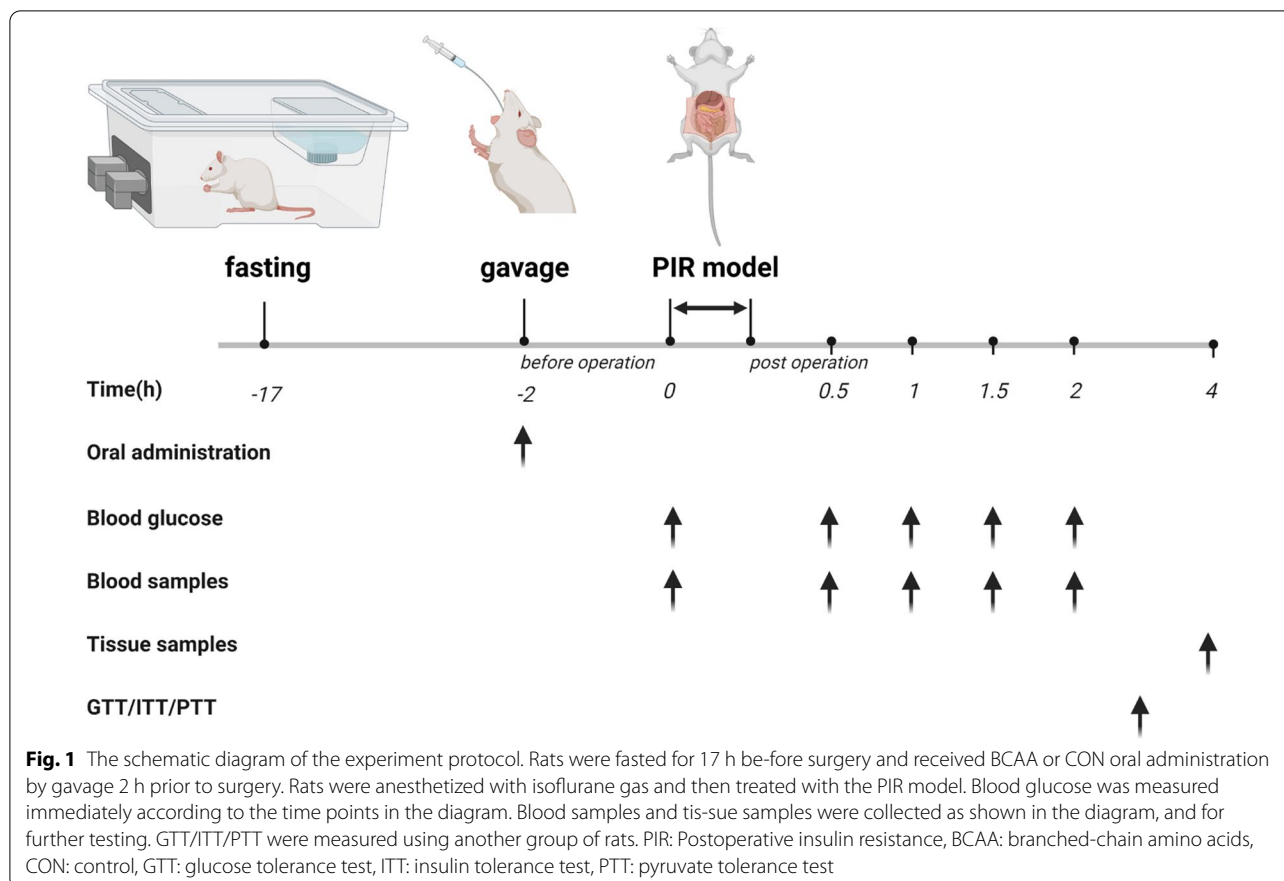 fasting
gavage
PIR model
before operation
post operation
Time(h)
-17
-2
0
0.5
1
1.5
2
4
Oral administration
Blood glucose
Blood samples
Tissue samples
GTT/ITT/PTT
Fig. 1 The schematic diagram of the experiment protocol. Rats were fasted for 17 h be-fore surgery and received BCAA or CON oral administration
by gavage 2 h prior to surgery. Rats were anesthetized with isoflurane gas and then treated with the PIR model. Blood glucose was measured
immediately according to the time points in the diagram. Blood samples and tis-sue samples were collected as shown in the diagram, and for
further testing. GTT/ITT/PTT were measured using another group of rats. PIR: Postoperative insulin resistance, BCAA: branched-chain amino acids,
CON: control, GTT: glucose tolerance test, ITT: insulin tolerance test, PTT: pyruvate tolerance test